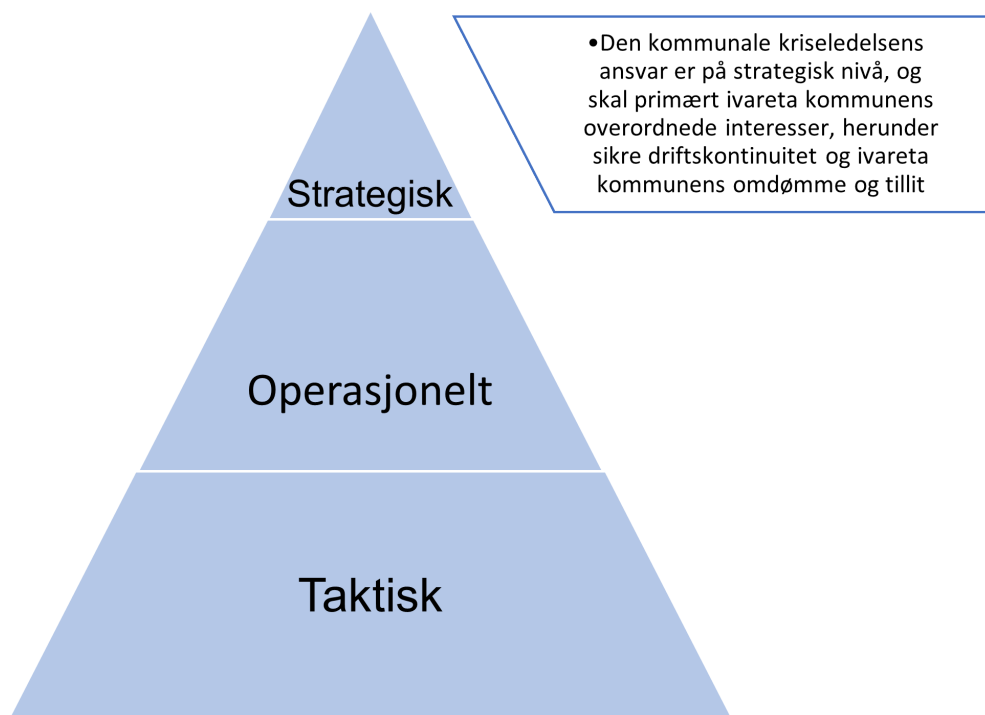 •Den kommunale kriseledelsens
ansvar er på strategisk nivå, og
skal primært ivareta kommunens
overordnede interesser, herunder
sikre driftskontinuitet og ivareta
kommunens omdømme og tillit
Strategisk
Operasjonelt
Taktisk